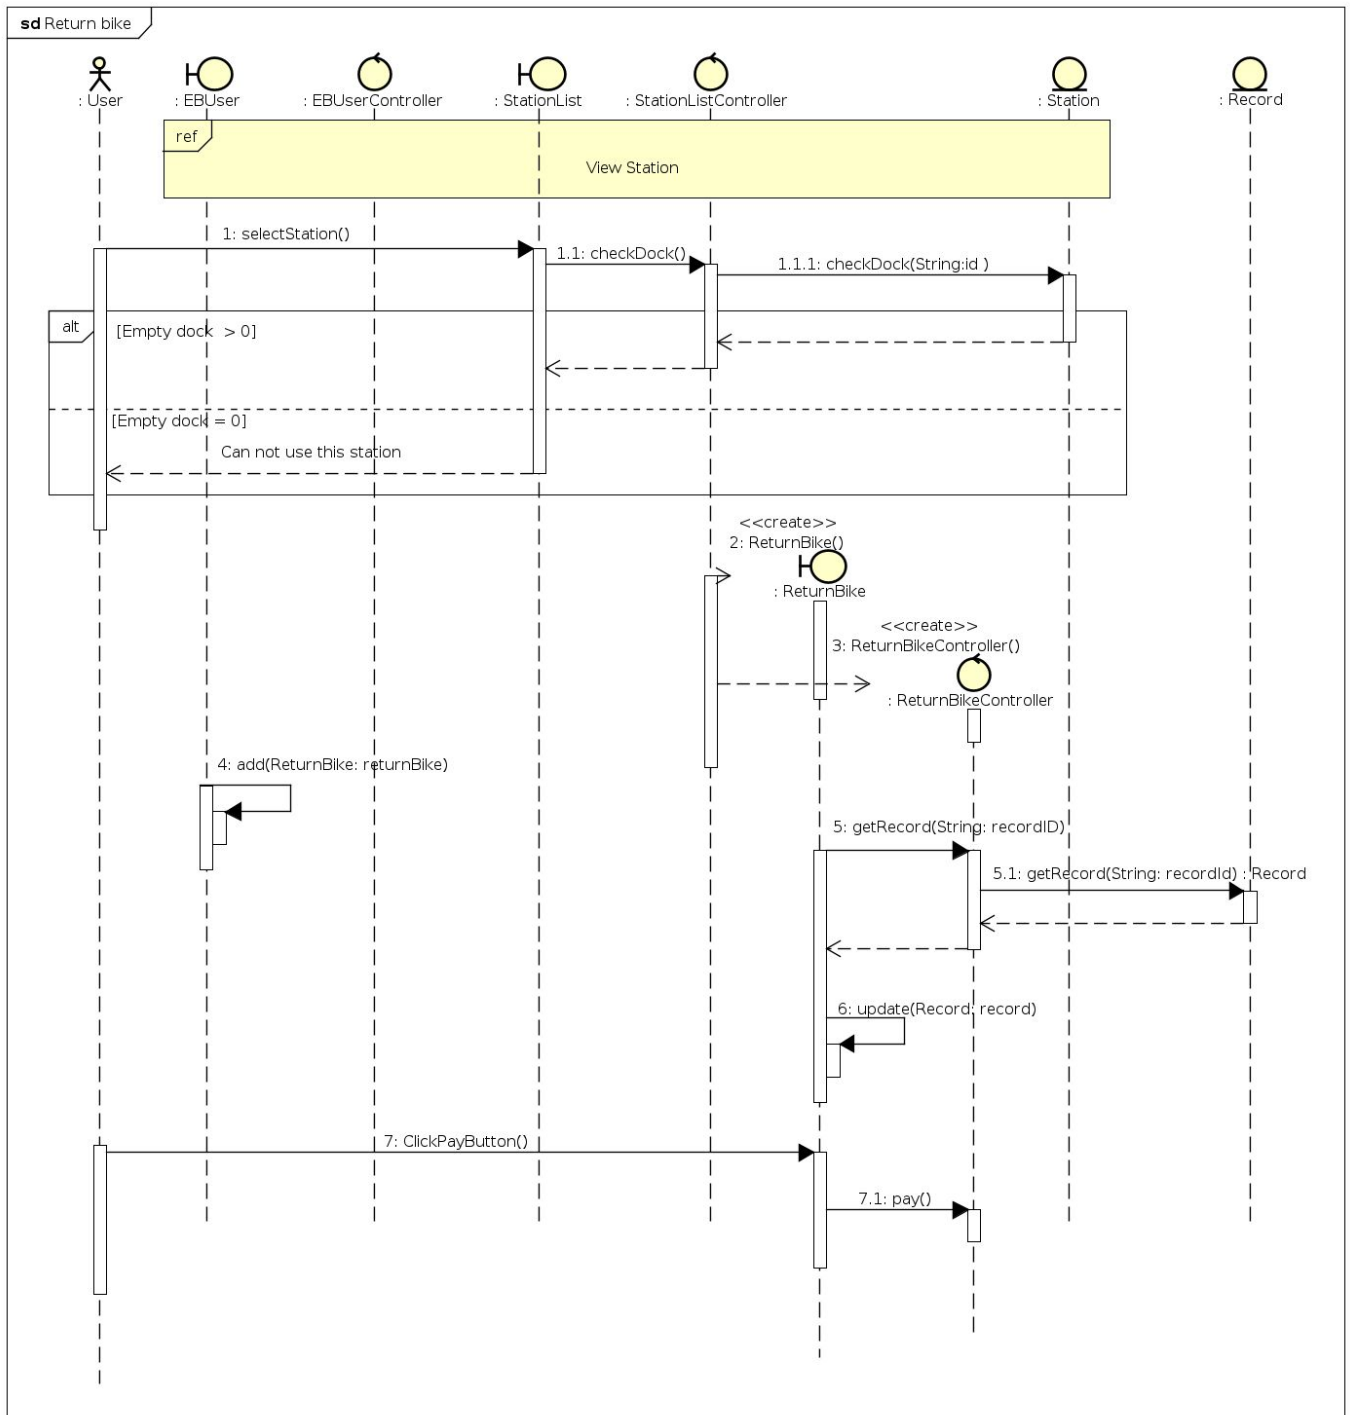 sd Return bike
: User
: EBUser
: EBUserController
: StationList
: StationListController
: Station
: Record
ref
View Station
1: selectStation()
1.1: checkDock()
1.1.1: checkDock(String:id )
alt
[Empty dock  > 0]
[Empty dock = 0]
Can not use this station
<<create>>
2: ReturnBike()
: ReturnBike
<<create>>
3: ReturnBikeController()
: ReturnBikeController
4: add(ReturnBike: returnBike)
5: getRecord(String: recordID)
5.1: getRecord(String: recordId) : Record
6: update(Record: record)
7: ClickPayButton()
7.1: pay()